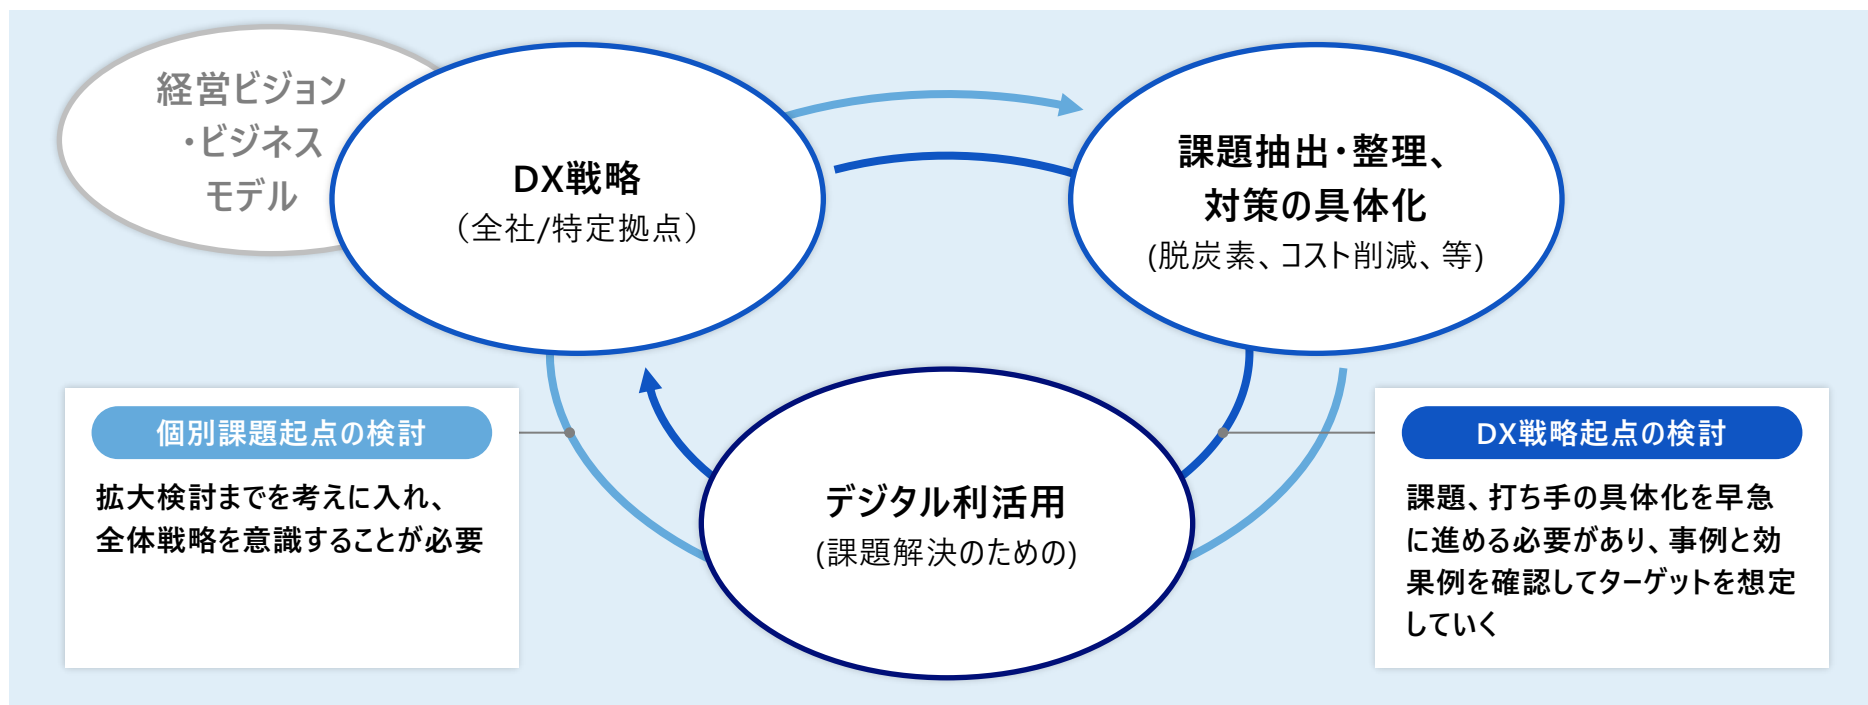 経営ビジョン
・ビジネス
モデル
DX戦略
（全社/特定拠点）
課題抽出・整理、
対策の具体化
(脱炭素、コスト削減、等)
個別課題起点の検討
拡大検討までを考えに入れ、
全体戦略を意識することが必要
デジタル利活用
(課題解決のための)
DX戦略起点の検討
課題、打ち手の具体化を早急
に進める必要があり、事例と効
果例を確認してターゲットを想定
していく